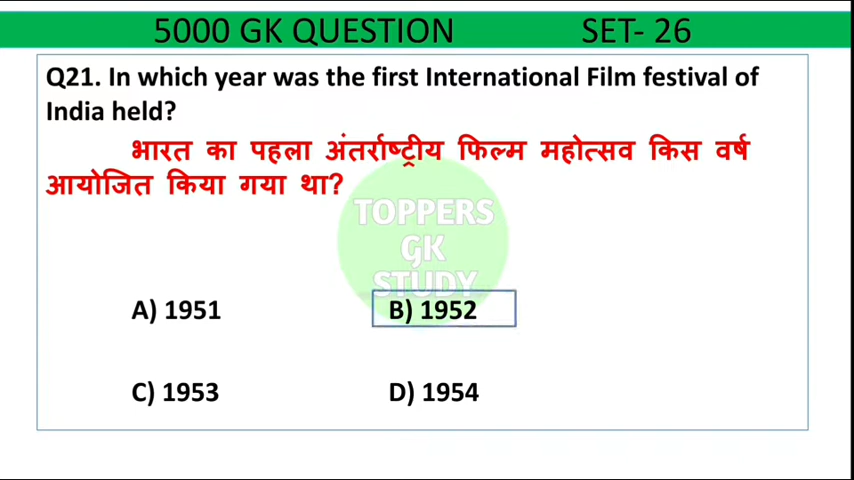 5000 GK QUESTION SET- 26
Q21. In which year was the first International Film festival of
India held?
भारत का पहला अंतर्राष्ट्रीय फिल्म महोत्सव किस वर्ष
आयोजित किया गया था?
TOPPERS
GK
STUDY
A) 1951 B) 1952
C) 1953 D) 1954